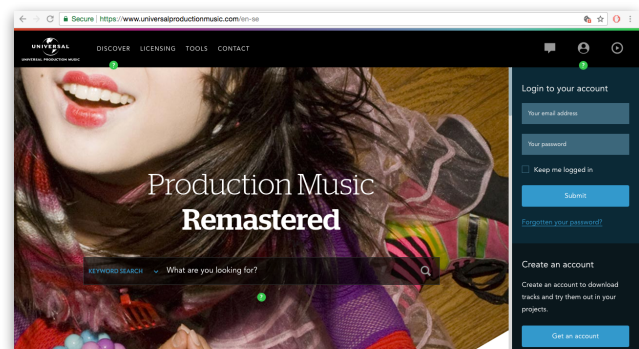 Secure | https://www.universalproductionmusic.com/en-se
UNIVERSAL
UNIVERSAL PRODUCTION MUSIC
DISCOVER LICENSING TOOLS CONTACT
?
?
Production Music
Remastered
KEYWORD SEARCH What are you looking for?
?
Login to your account
Your email address
Your password
Keep me logged in
Submit
Forgotten your password?
Create an account
Create an account to download
tracks and try them out in your
projects.
Get an account